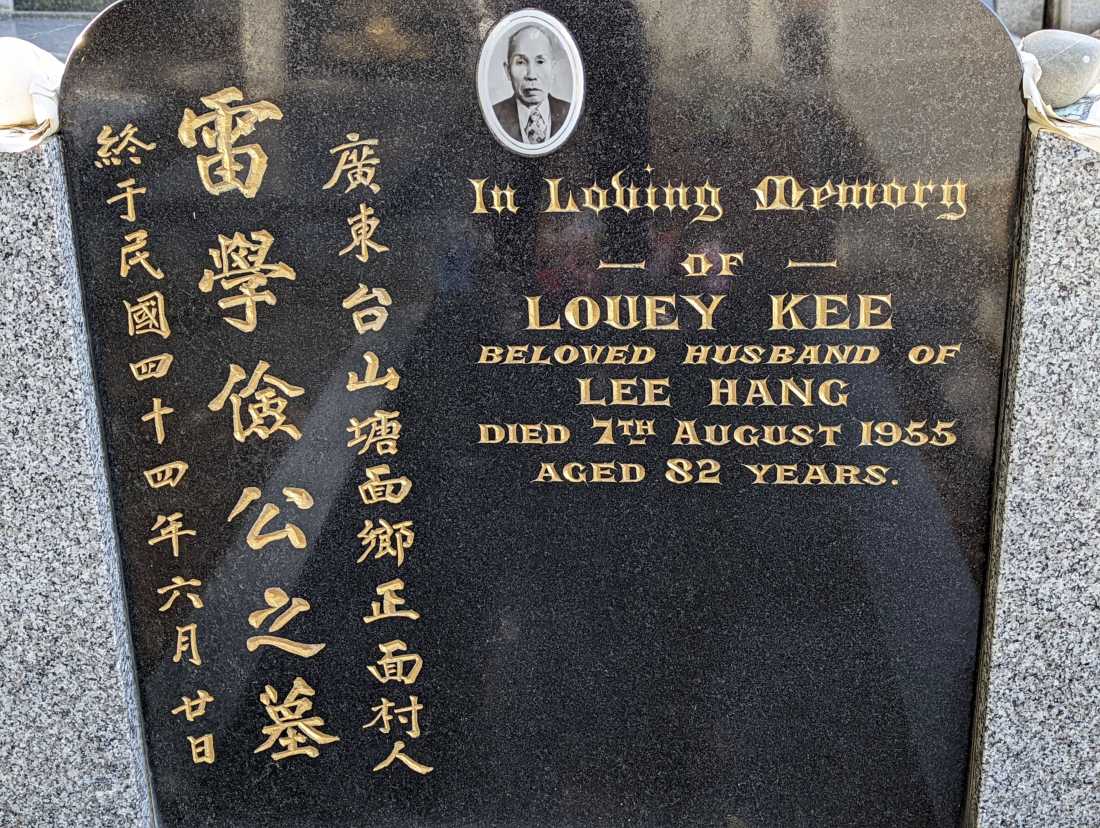 廣東台山塘面鄉正面村人
雷學儉公之墓
終于民國四十四年六月廿日
In Loving Memory
— OF —
LOUEY KEE
BELOVED HUSBAND OF
LEE HANG
DIED 7TH AUGUST 1955
AGED 82 YEARS.